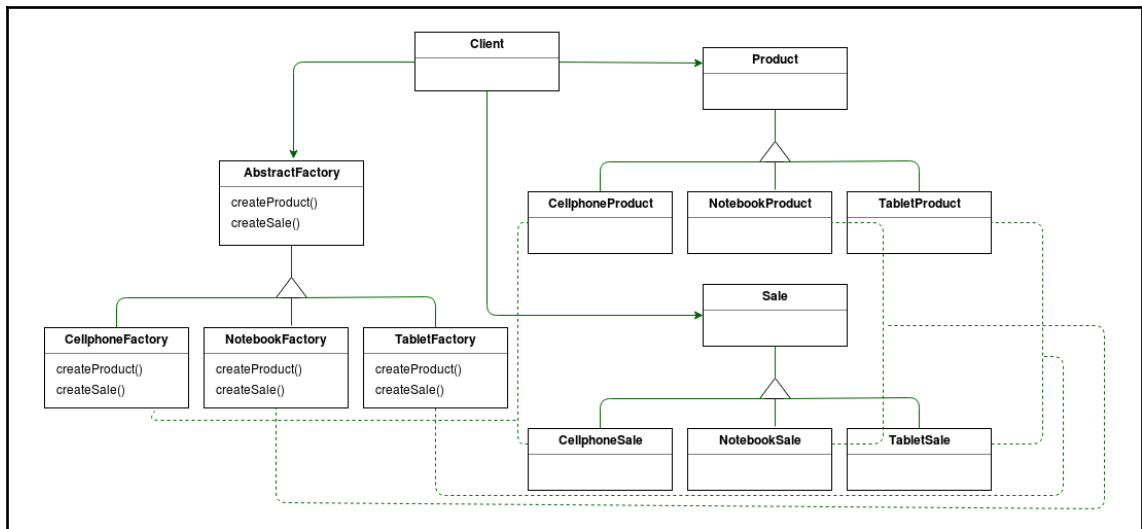 Client
Product
AbstractFactory
createProduct()
createSale()
CellphoneProduct
NotebookProduct
TabletProduct
Sale
CellphoneFactory
createProduct()
createSale()
NotebookFactory
createProduct()
createSale()
TabletFactory
createProduct()
createSale()
CellphoneSale
NotebookSale
TabletSale